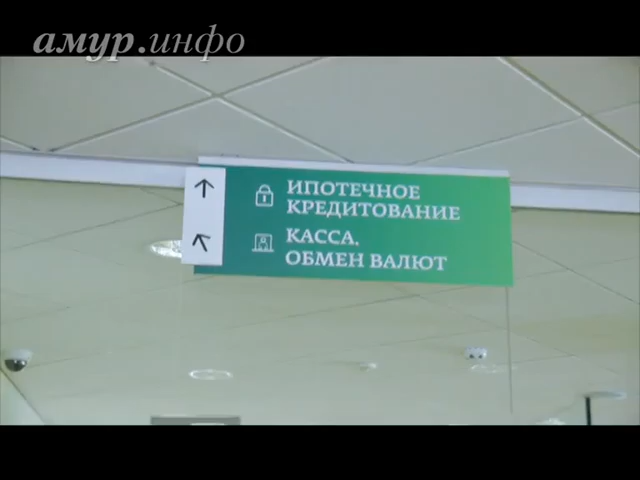 амур.инфо
ИПОТЕЧНОЕ
КРЕДИТОВАНИЕ
КАССА.
ОБМЕН ВАЛЮТ